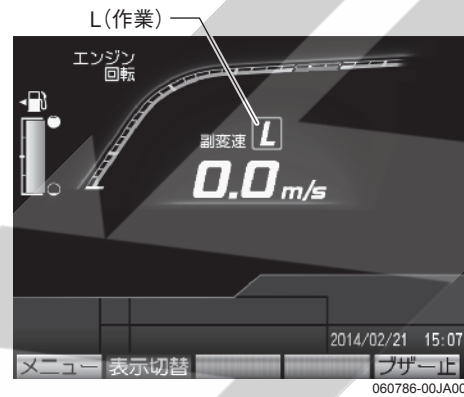 L（作業）
エンジン
回転
副変速 L
0.0 m/s
2014/02/21 15:07
メニュー 表示切替 ブザー止
060786-00JA00